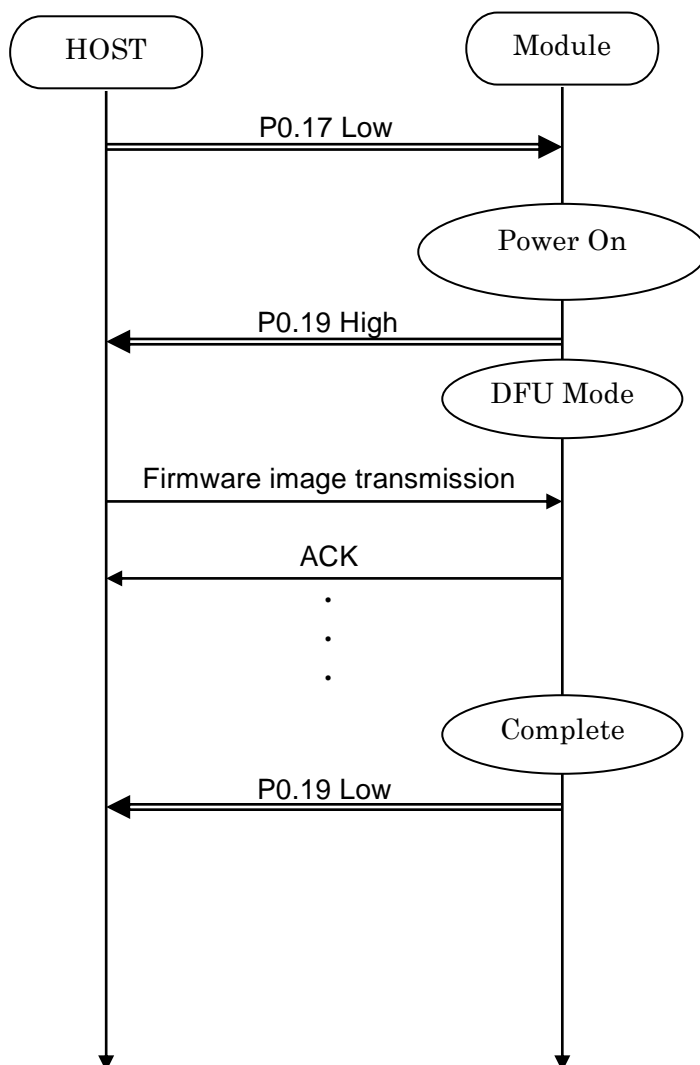 HOST
Module
P0.17 Low
Power On
P0.19 High
DFU Mode
Firmware image transmission
ACK
Complete
P0.19 Low